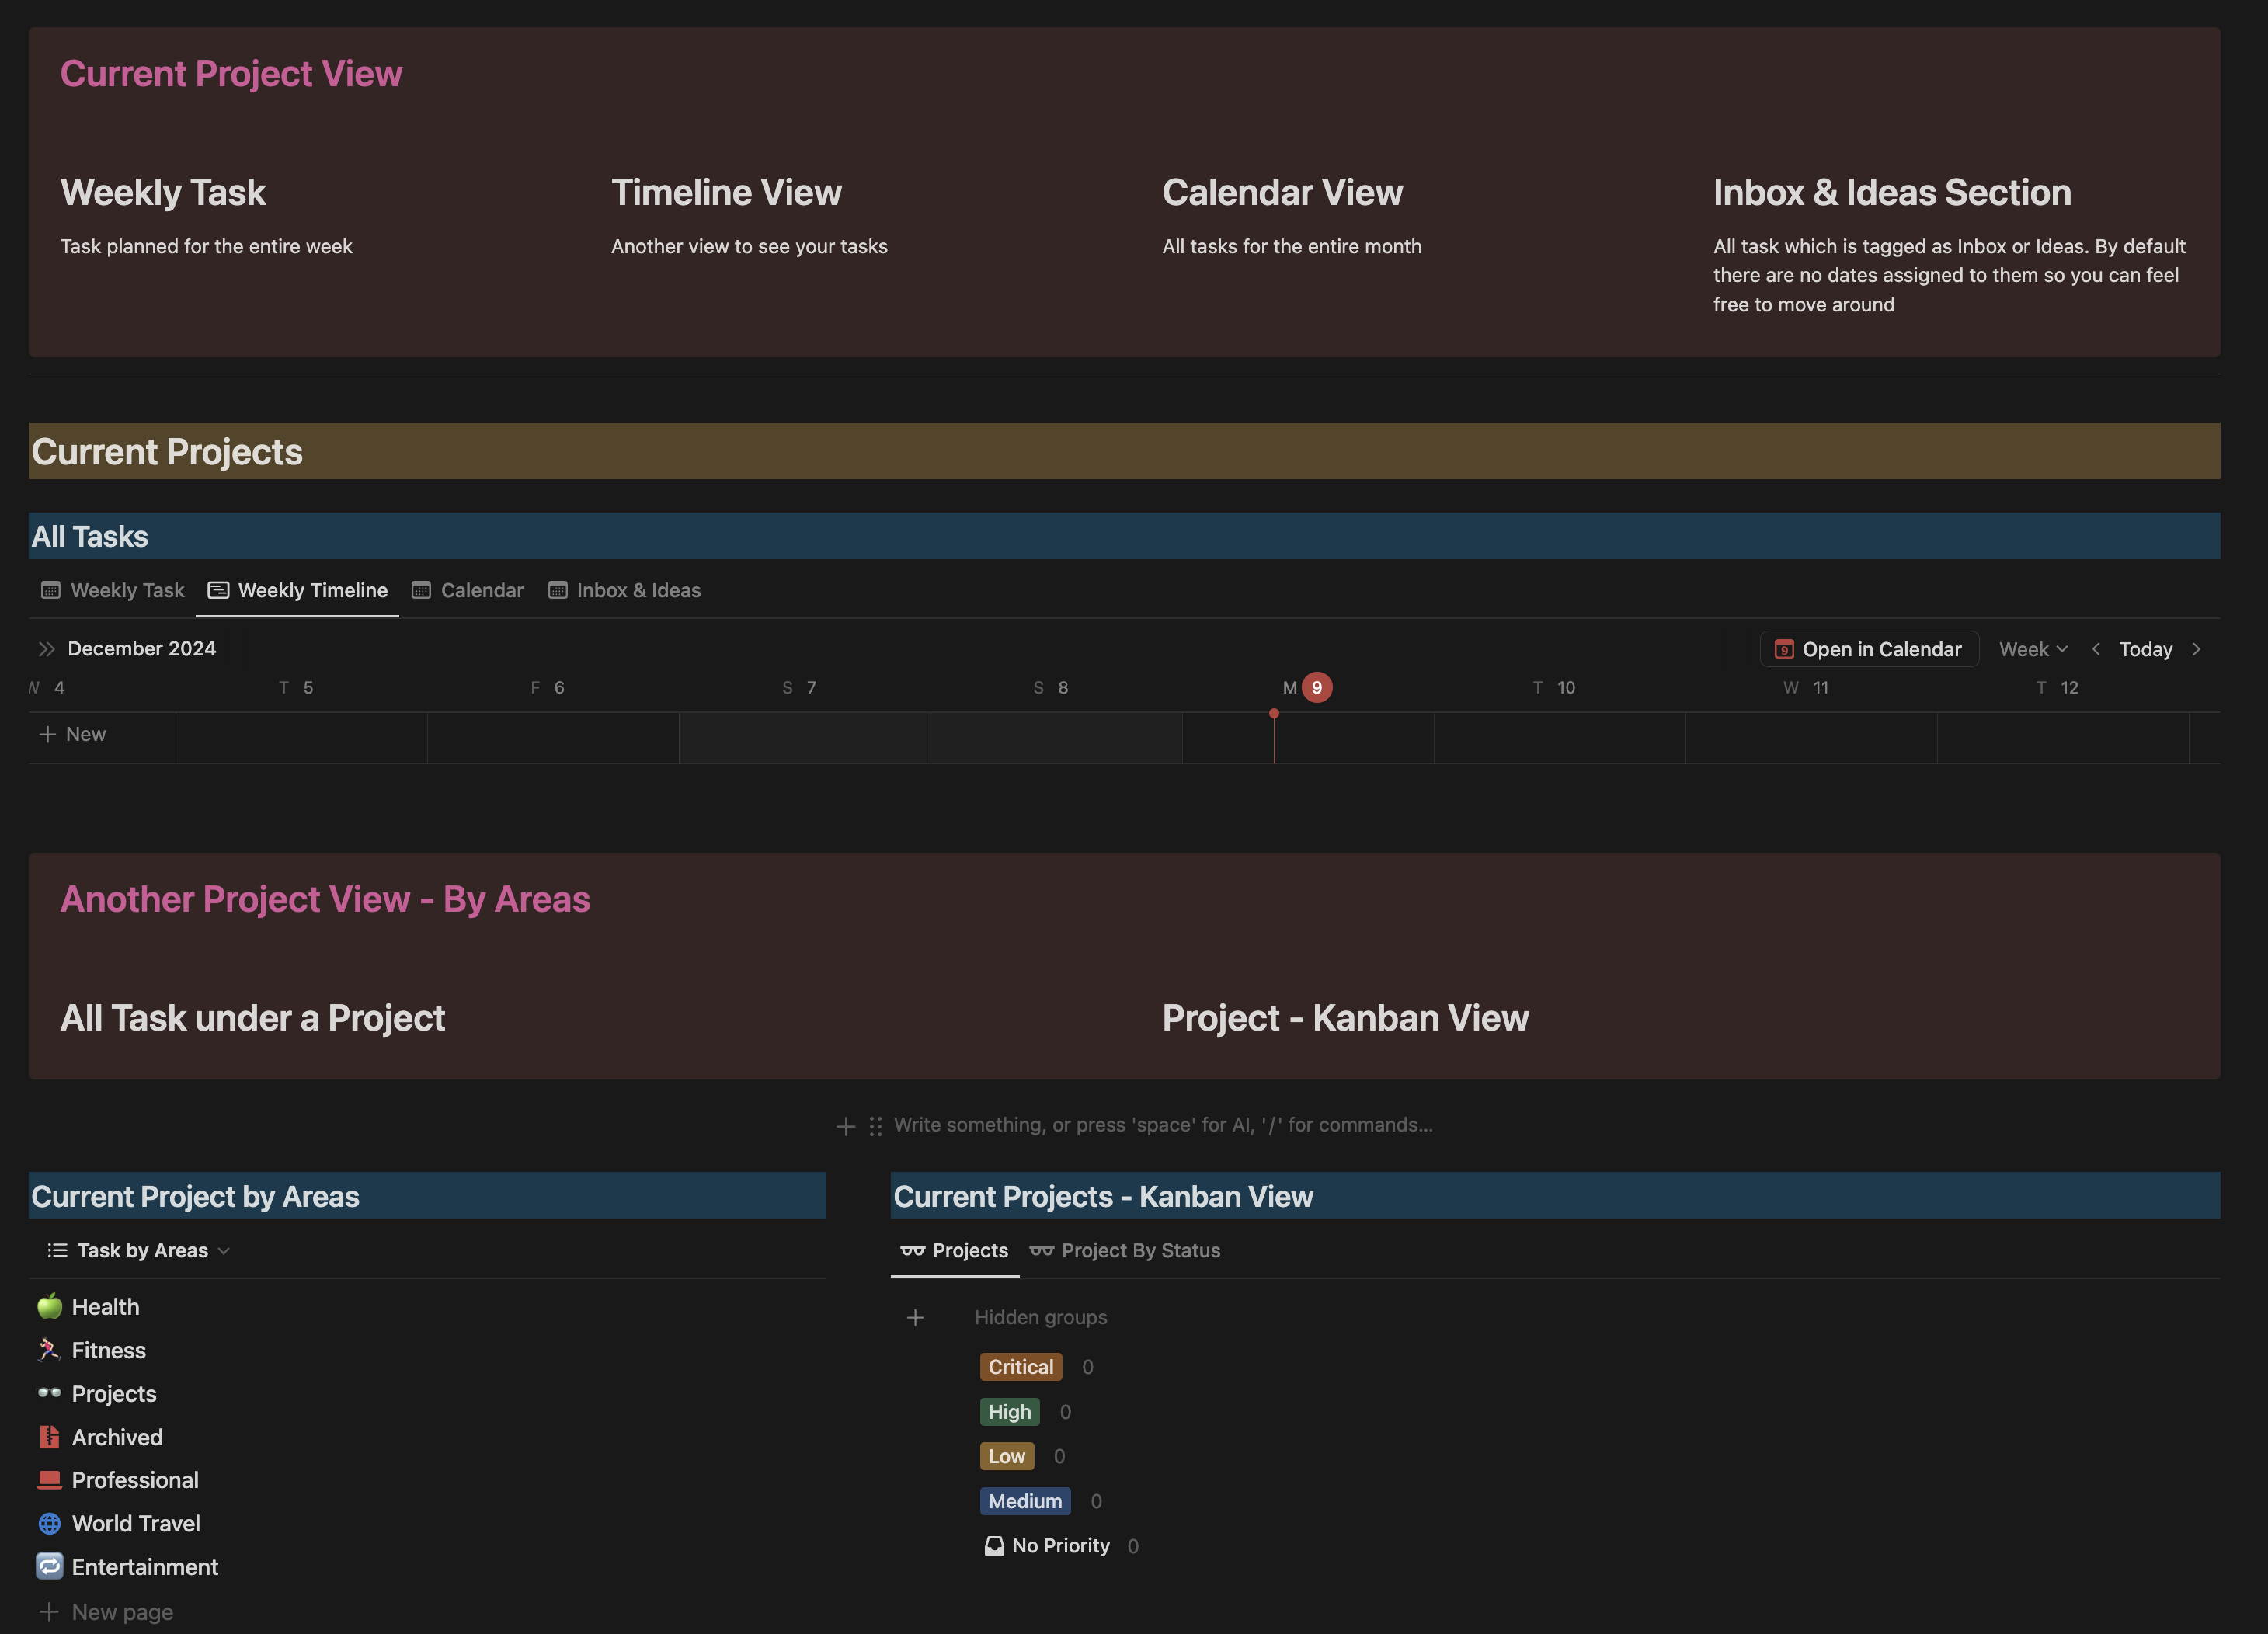 Current Project View
Weekly Task
Task planned for the entire week
Timeline View
Another view to see your tasks
Calendar View
All tasks for the entire month
Inbox & Ideas Section
All task which is tagged as Inbox or Ideas. By default
there are no dates assigned to them so you can feel
free to move around
Current Projects
All Tasks
Weekly Task Weekly Timeline Calendar Inbox & Ideas
December 2024 9 Open in Calendar Week Today
W 4 T 5 F 6 S 7 S 8 M 9 T 10 W 11 T 12
New
Another Project View - By Areas
All Task under a Project
Project - Kanban View
Write something, or press 'space' for AI, '/' for commands...
Current Project by Areas
Task by Areas
Health
Fitness
Projects
Archived
Professional
World Travel
Entertainment
New page
Current Projects - Kanban View
Projects Project By Status
Hidden groups
Critical 0
High 0
Low 0
Medium 0
No Priority 0